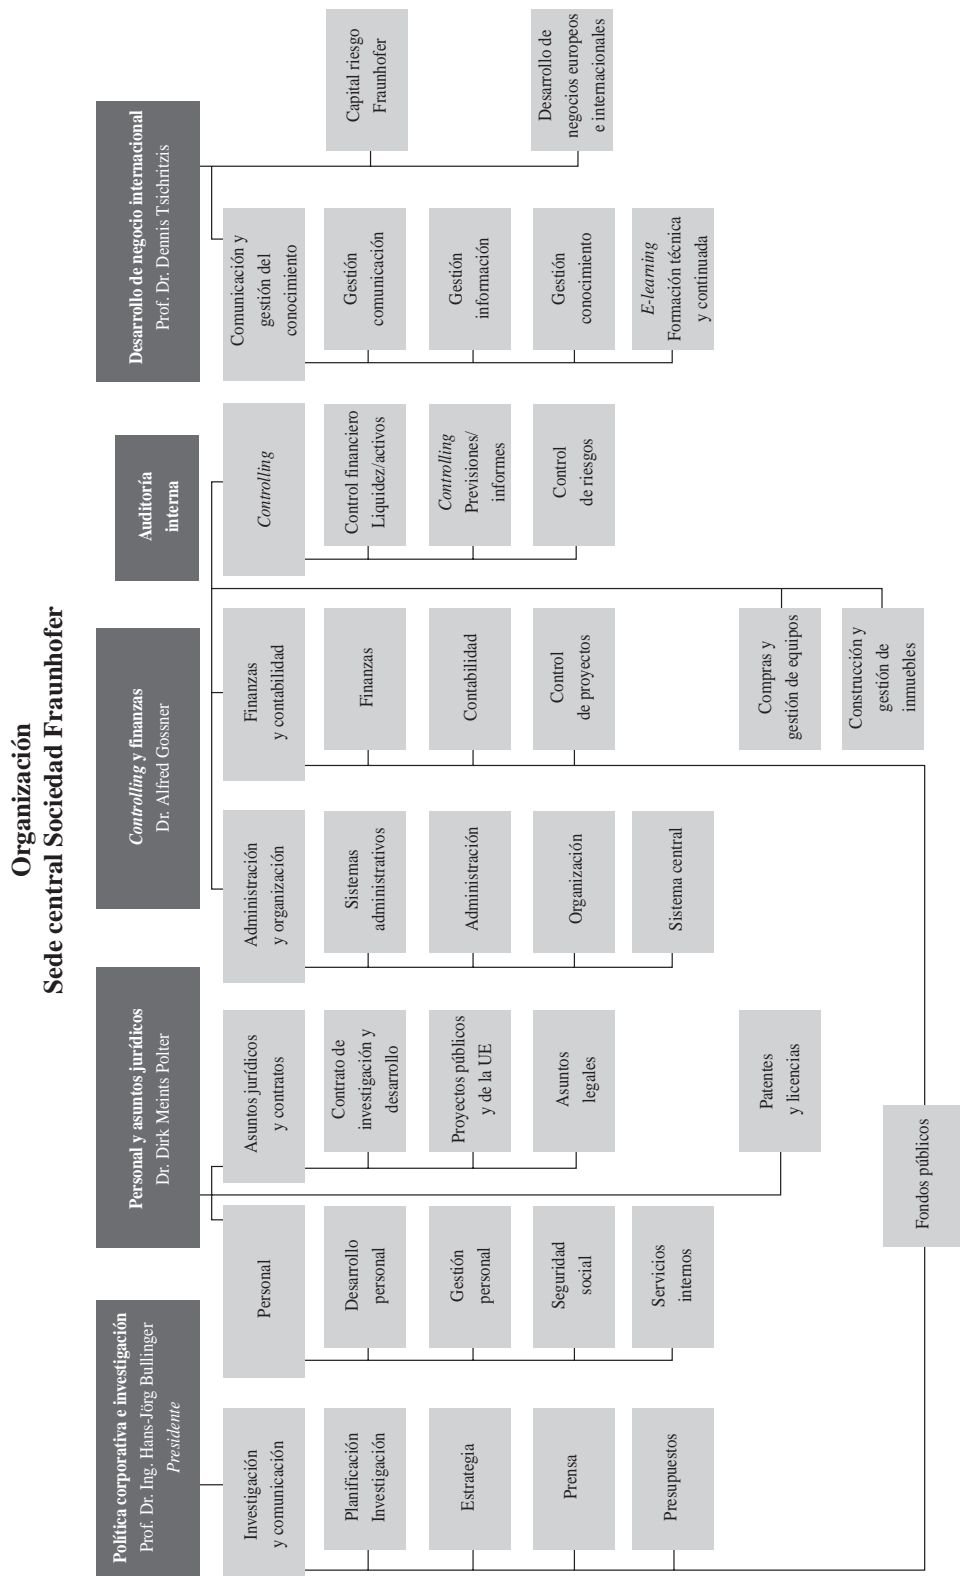 Organización
Sede central Sociedad Fraunhofer
Política corporativa e investigación
Prof. Dr. Ing. Hans-Jörg Bullinger
Presidente
Personal y asuntos jurídicos
Dr. Dirk Meints Polter
Controlling y finanzas
Dr. Alfred Gossner
Auditoría
interna
Desarrollo de negocio internacional
Prof. Dr. Dennis Tsichritzis
Investigación
y comunicación
Planificación
Investigación
Estrategia
Prensa
Presupuestos
Personal
Desarrollo
personal
Gestión
personal
Seguridad
social
Servicios
internos
Asuntos jurídicos
y contratos
Contrato de
investigación y
desarrollo
Proyectos públicos
y de la UE
Asuntos
legales
Patentes
y licencias
Administración
y organización
Sistemas
administrativos
Administración
Organización
Sistema central
Finanzas
y contabilidad
Finanzas
Contabilidad
Control
de proyectos
Compras y
gestión de equipos
Construcción y
gestión de
inmuebles
Fondos públicos
Controlling
Control financiero
Liquidez/activos
Controlling
Previsiones/
informes
Control
de riesgos
Comunicación y
gestión del
conocimiento
Gestión
comunicación
Gestión
información
Gestión
conocimiento
E-learning
Formación técnica
y continuada
Capital riesgo
Fraunhofer
Desarrollo de
negocios europeos
e internacionales